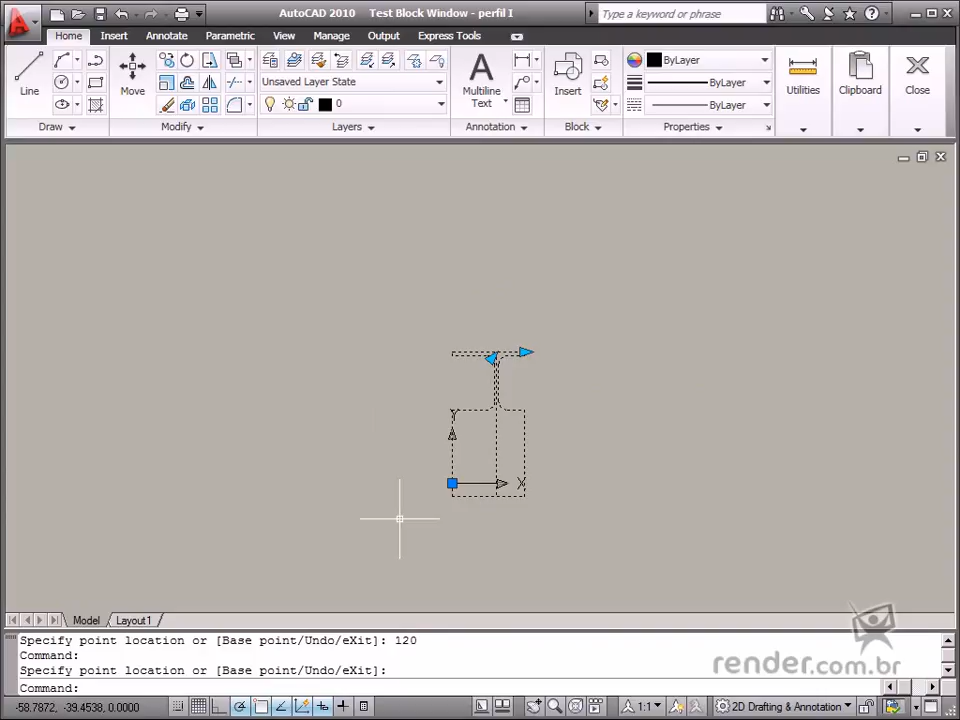 AutoCAD 2010 Test Block Window - perfil I
Type a keyword or phrase
Home Insert Annotate Parametric View Manage Output Express Tools
Unsaved Layer State
0
ByLayer
ByLayer
ByLayer
Line
Move
Multiline
Text
Insert
Utilities
Clipboard
Close
Draw
Modify
Layers
Annotation
Block
Properties
Y
X
Model Layout1
Specify point location or [Base point/Undo/eXit]: 120
Command:
Specify point location or [Base point/Undo/eXit]:
Command:
render.com.br
-58.7872, -39.4538, 0.0000
1:1
2D Drafting & Annotation